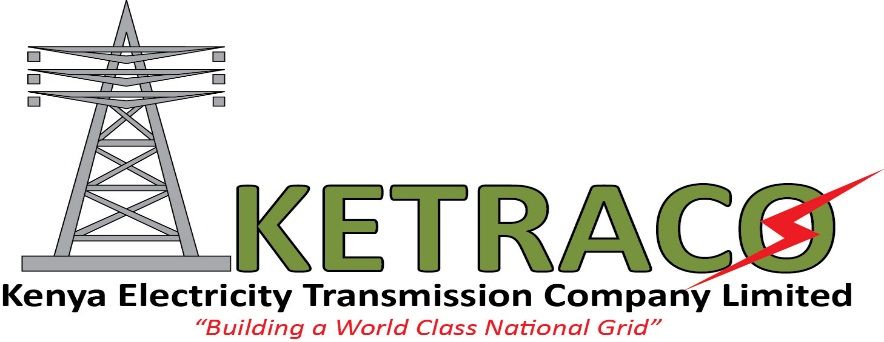 KETRACO
Kenya Electricity Transmission Company Limited
“Building a World Class National Grid”